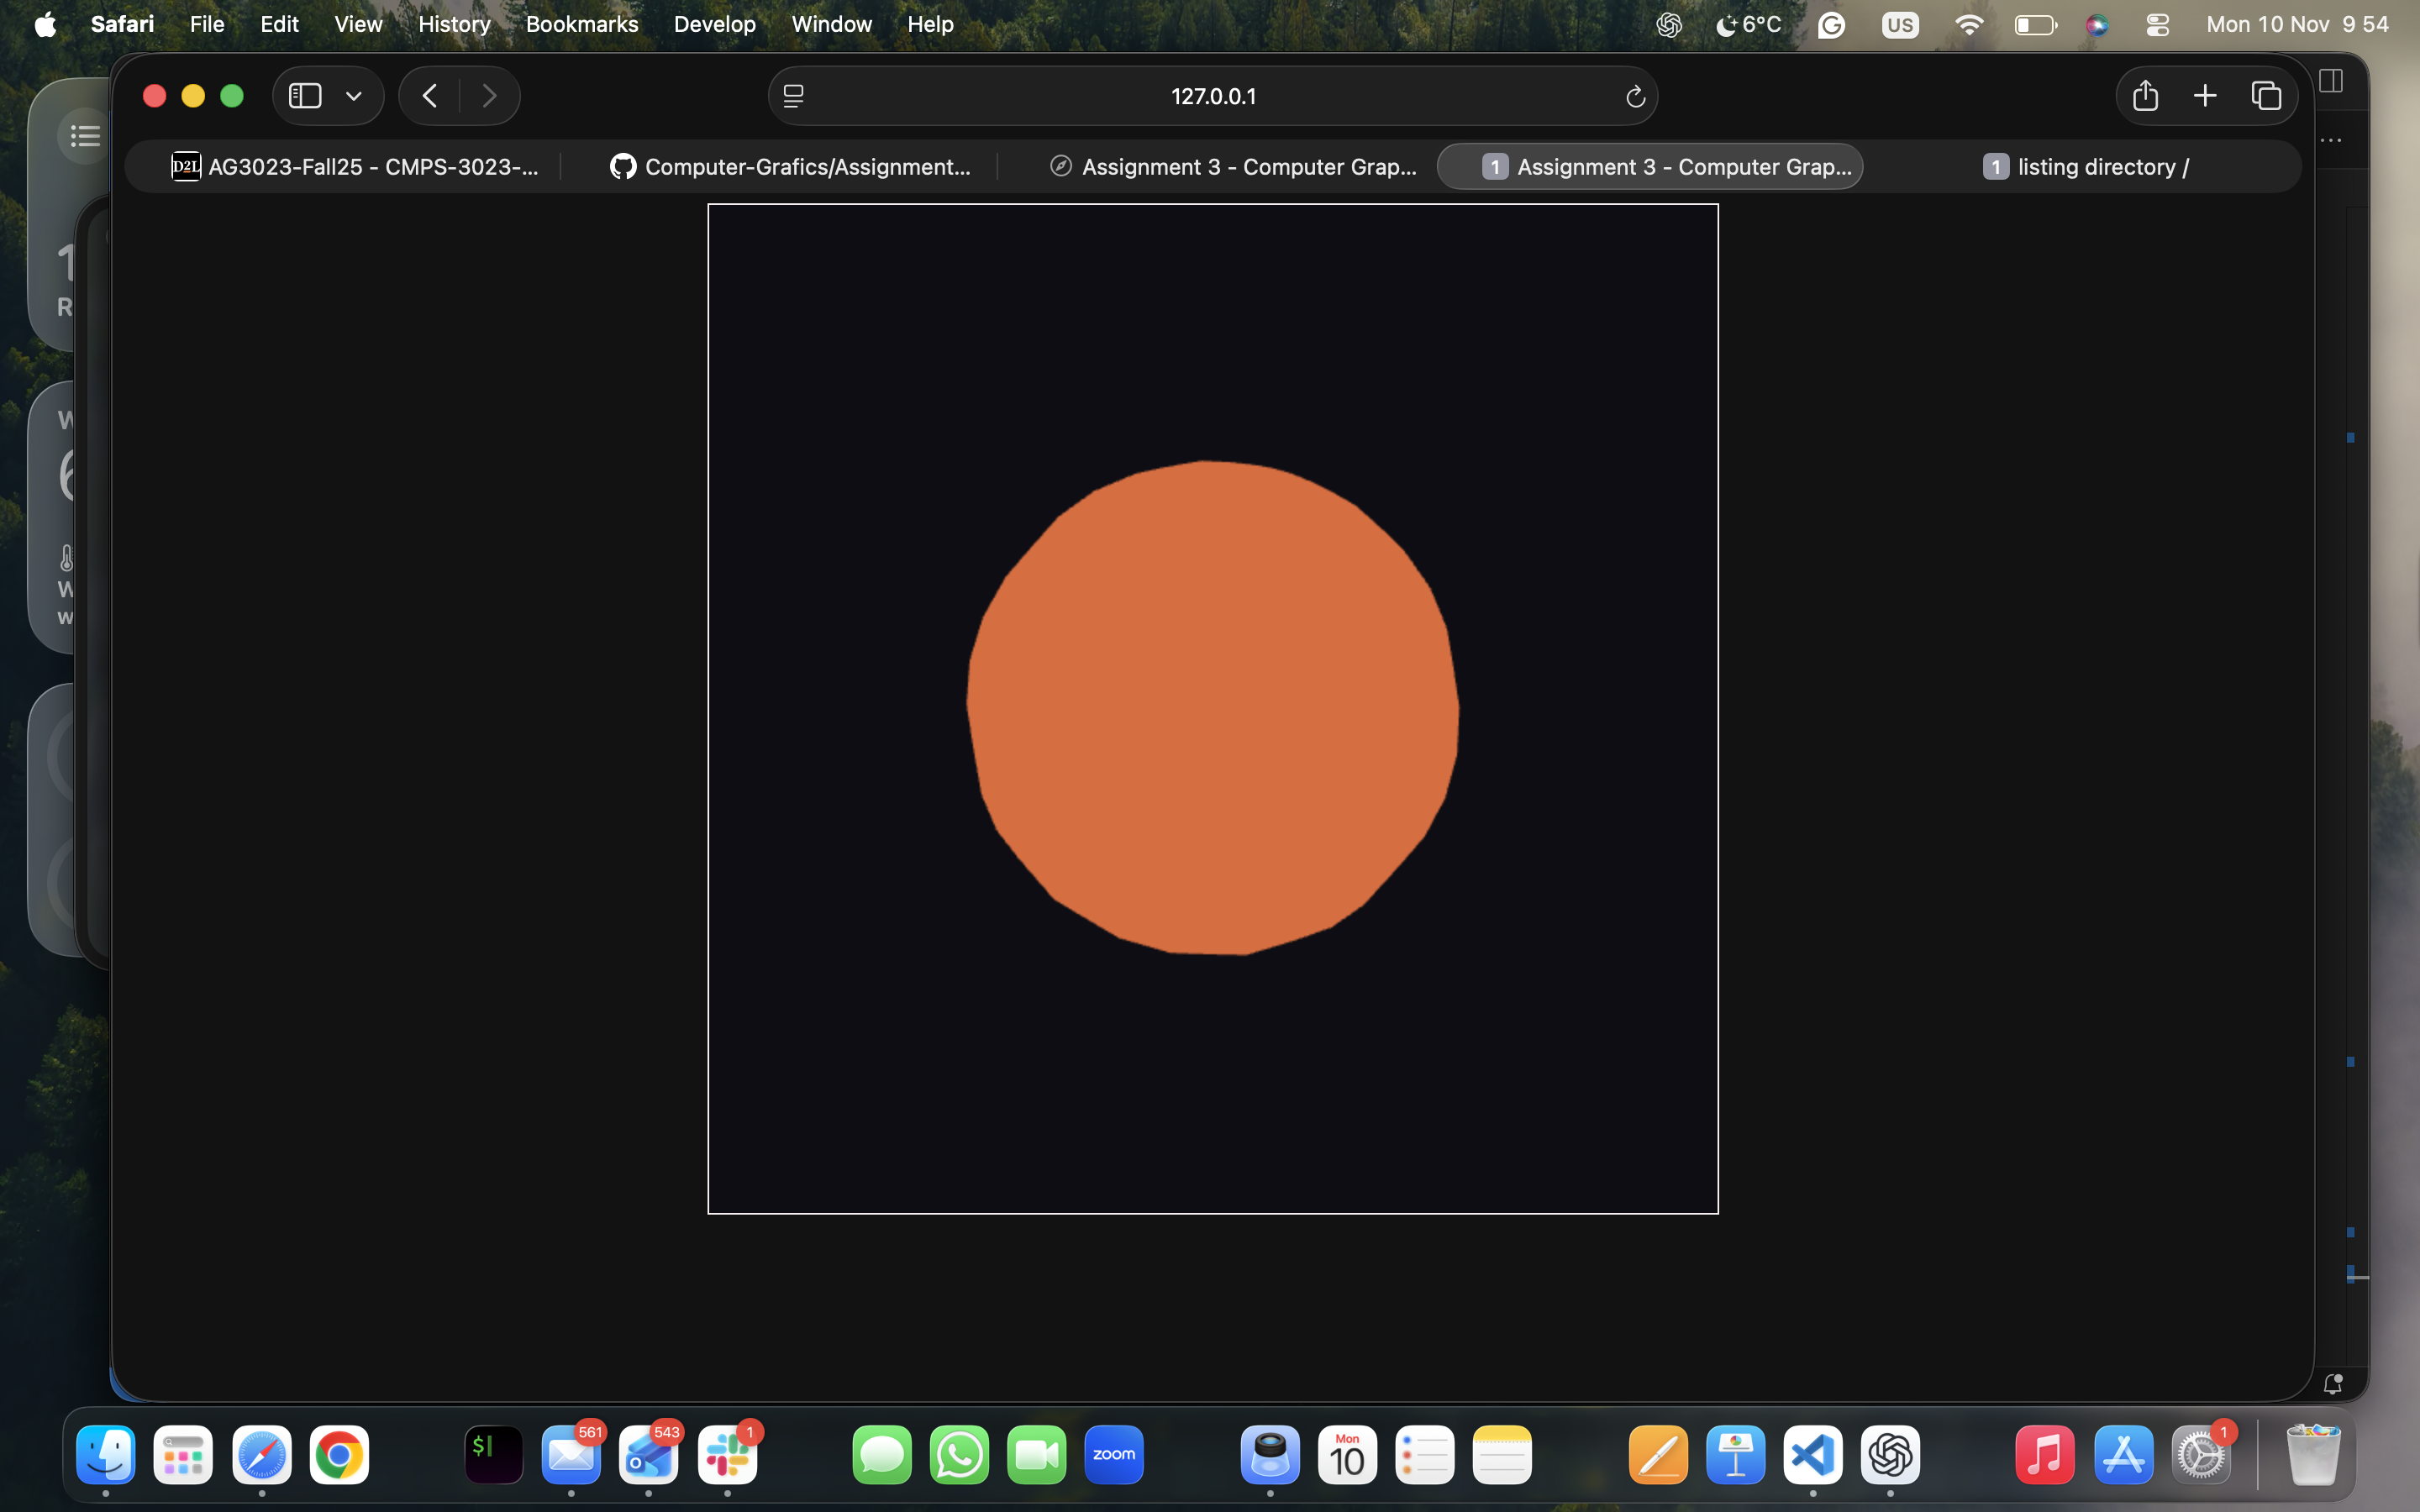 Safari File Edit View History Bookmarks Develop Window Help 6°C US Mon 10 Nov 9 54
127.0.0.1
D2L AG3023-Fall25 - CMPS-3023-... Computer-Grafics/Assignment... Assignment 3 - Computer Grap... 1 Assignment 3 - Computer Grap... 1 listing directory /
$ 561 543 1 zoom Mon 10 1